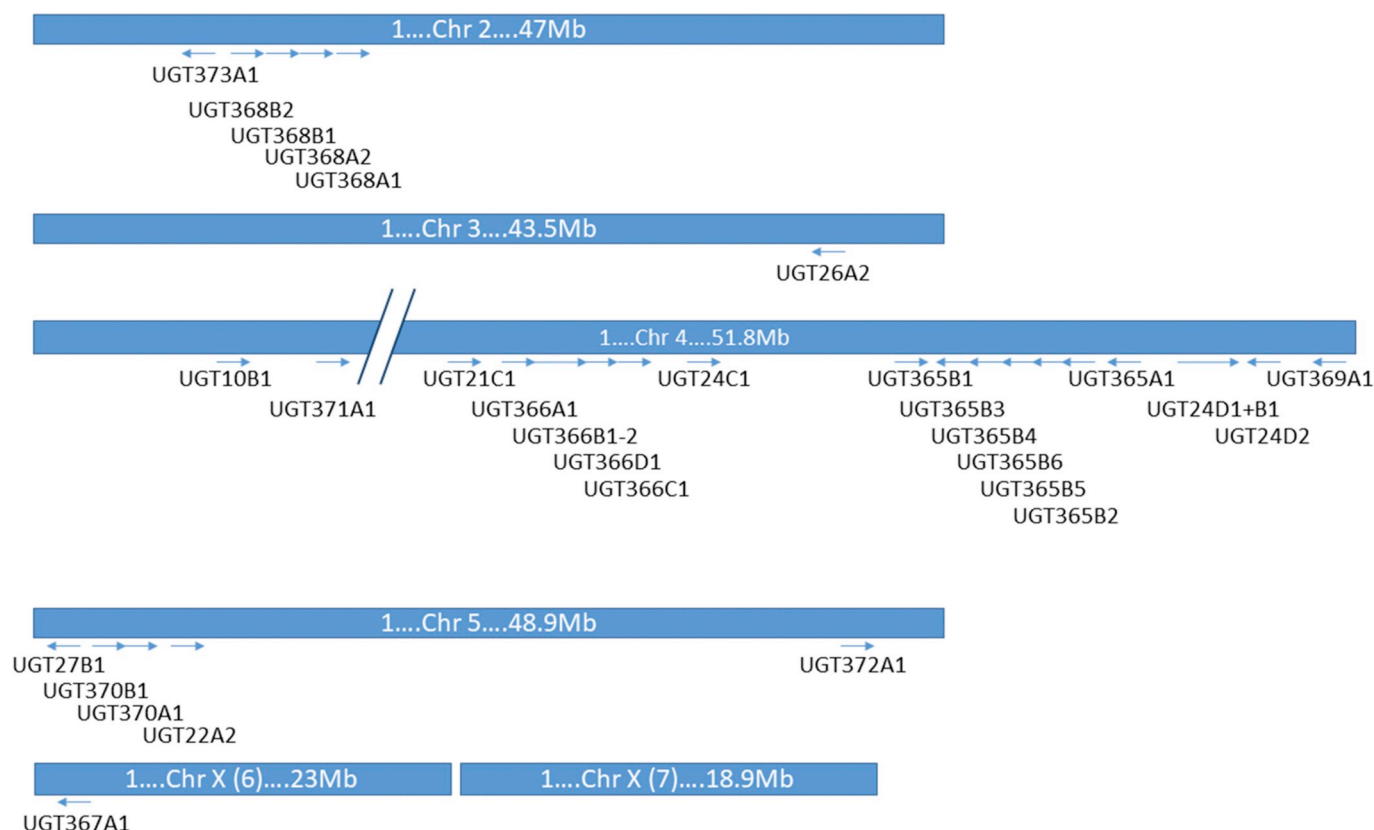 1....Chr 2....47Mb
UGT373A1
UGT368B2
UGT368B1
UGT368A2
UGT368A1
1....Chr 3....43.5Mb
UGT26A2
1....Chr 4....51.8Mb
UGT10B1 UGT21C1 UGT24C1 UGT365B1 UGT365A1 UGT369A1
UGT371A1 UGT366A1 UGT365B3 UGT24D1+B1
UGT366B1-2 UGT365B4 UGT24D2
UGT366D1 UGT365B6
UGT366C1 UGT365B5
UGT365B2
1....Chr 5....48.9Mb
UGT27B1 UGT372A1
UGT370B1
UGT370A1
UGT22A2
1....Chr X (6)....23Mb 1....Chr X (7)....18.9Mb
UGT367A1